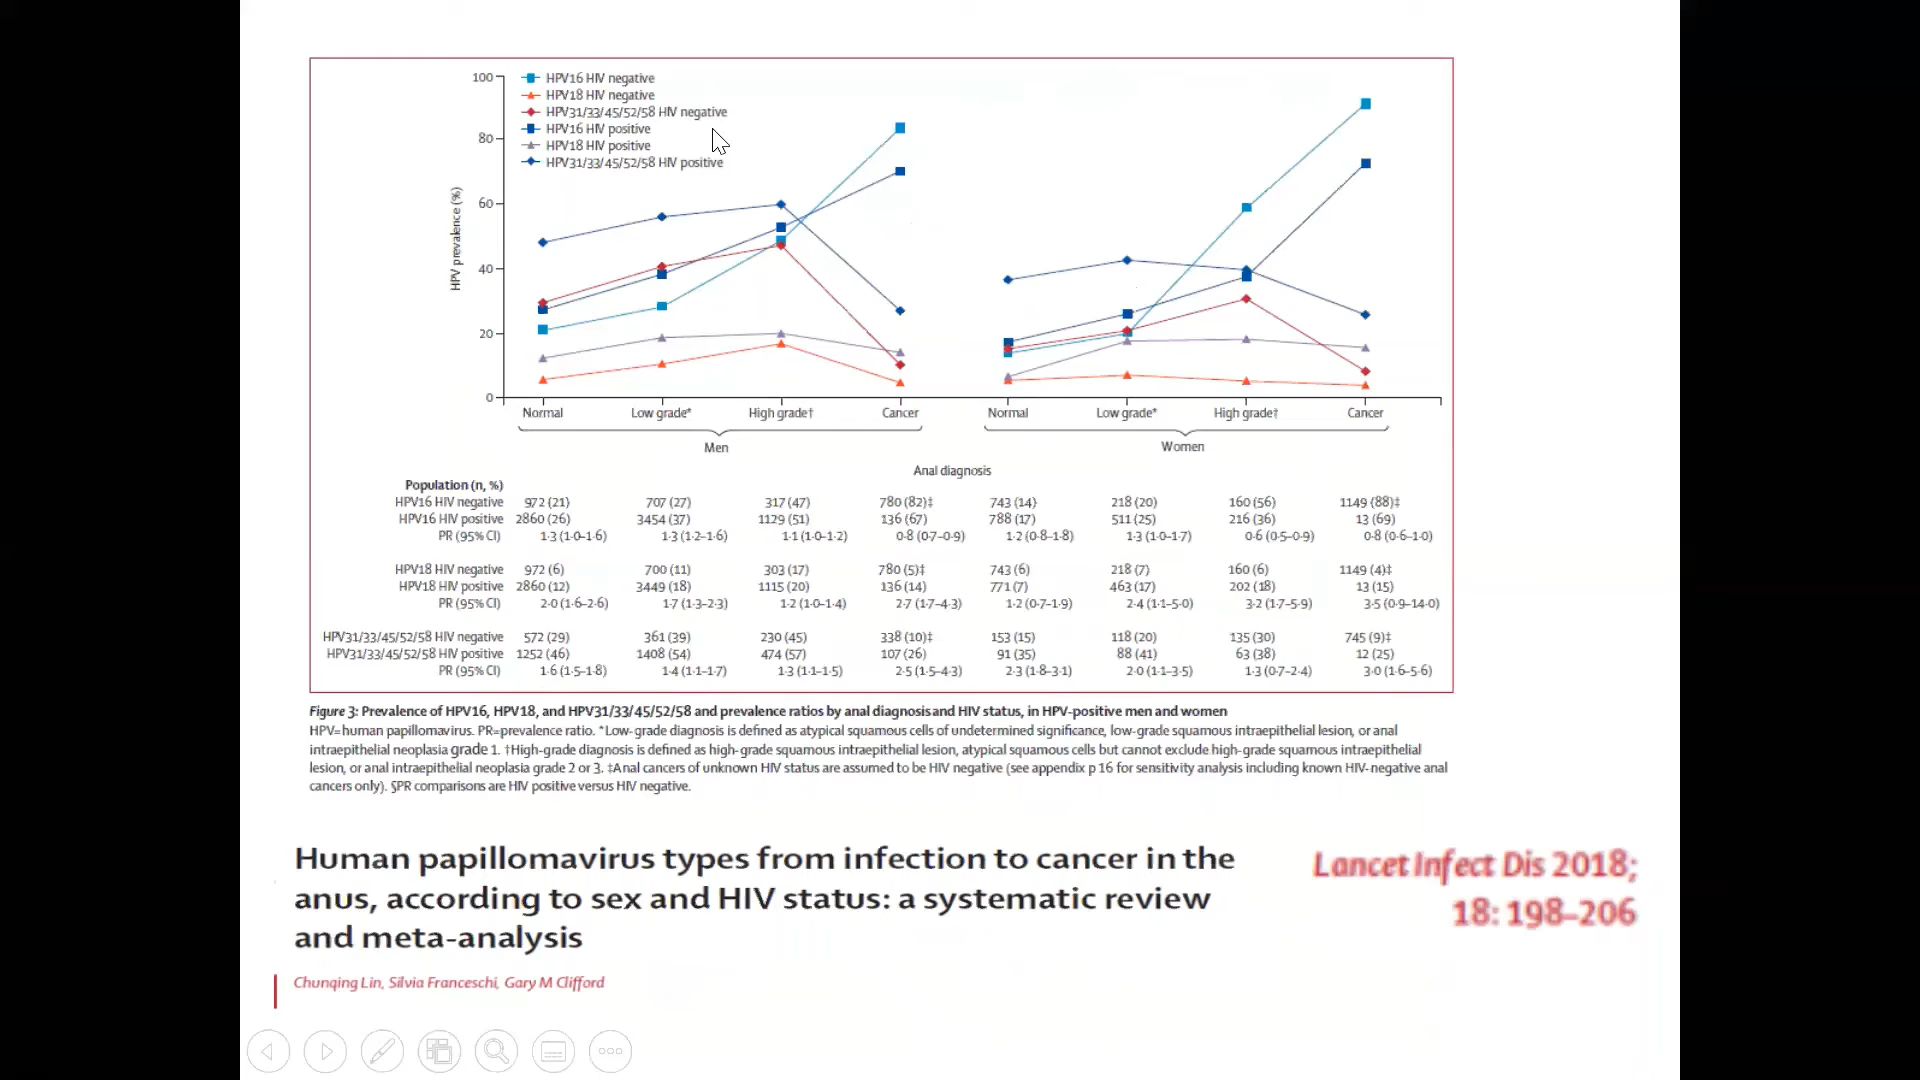 100
80
60
40
20
0
HPV prevalence (%)
HPV16 HIV negative
HPV18 HIV negative
HPV31/33/45/52/58 HIV negative
HPV16 HIV positive
HPV18 HIV positive
HPV31/33/45/52/58 HIV positive
Normal Low grade* High grade† Cancer Normal Low grade* High grade† Cancer
Men Women
Anal diagnosis
Population (n, %)
HPV16 HIV negative 972 (21) 707 (27) 317 (47) 780 (82)‡ 743 (14) 218 (20) 160 (56) 1149 (88)‡
HPV16 HIV positive 2860 (26) 3454 (37) 1129 (51) 136 (67) 788 (17) 511 (25) 216 (36) 13 (69)
PR (95% CI) 1·3 (1·0–1·6) 1·3 (1·2–1·6) 1·1 (1·0–1·2) 0·8 (0·7–0·9) 1·2 (0·8–1·8) 1·3 (1·0–1·7) 0·6 (0·5–0·9) 0·8 (0·6–1·0)
HPV18 HIV negative 972 (6) 700 (11) 303 (17) 780 (5)‡ 743 (6) 218 (7) 160 (6) 1149 (4)‡
HPV18 HIV positive 2860 (12) 3449 (18) 1115 (20) 136 (14) 771 (7) 463 (17) 202 (18) 13 (15)
PR (95% CI) 2·0 (1·6–2·6) 1·7 (1·3–2·3) 1·2 (1·0–1·4) 2·7 (1·7–4·3) 1·2 (0·7–1·9) 2·4 (1·1–5·0) 3·2 (1·7–5·9) 3·5 (0·9–14·0)
HPV31/33/45/52/58 HIV negative 572 (29) 361 (39) 230 (45) 338 (10)‡ 153 (15) 118 (20) 135 (30) 745 (9)‡
HPV31/33/45/52/58 HIV positive 1252 (46) 1408 (54) 474 (57) 107 (26) 91 (35) 88 (41) 63 (38) 12 (25)
PR (95% CI) 1·6 (1·5–1·8) 1·4 (1·1–1·7) 1·3 (1·1–1·5) 2·5 (1·5–4·3) 2·3 (1·8–3·1) 2·0 (1·1–3·5) 1·3 (0·7–2·4) 3·0 (1·6–5·6)
Figure 3: Prevalence of HPV16, HPV18, and HPV31/33/45/52/58 and prevalence ratios by anal diagnosis and HIV status, in HPV-positive men and women
HPV=human papillomavirus. PR=prevalence ratio. *Low-grade diagnosis is defined as atypical squamous cells of undetermined significance, low-grade squamous intraepithelial lesion, or anal
intraepithelial neoplasia grade 1. †High-grade diagnosis is defined as high-grade squamous intraepithelial lesion, atypical squamous cells but cannot exclude high-grade squamous intraepithelial
lesion, or anal intraepithelial neoplasia grade 2 or 3. ‡Anal cancers of unknown HIV status are assumed to be HIV negative (see appendix p 16 for sensitivity analysis including known HIV-negative anal
cancers only). §PR comparisons are HIV positive versus HIV negative.
Human papillomavirus types from infection to cancer in the
anus, according to sex and HIV status: a systematic review
and meta-analysis
Lancet Infect Dis 2018;
18: 198–206
Chunqing Lin, Silvia Franceschi, Gary M Clifford